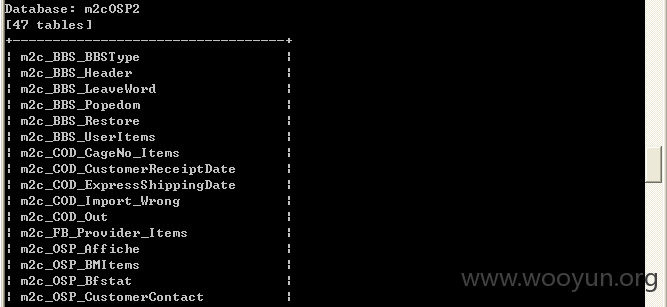 Database: m2cOSP2
[47 tables]
+---------------------------------+
| m2c_BBS_BBSType |
| m2c_BBS_Header |
| m2c_BBS_LeaveWord |
| m2c_BBS_Popedom |
| m2c_BBS_Restore |
| m2c_BBS_UserItems |
| m2c_COD_CageNo_Items |
| m2c_COD_CustomerReceiptDate |
| m2c_COD_ExpressShippingDate |
| m2c_COD_Import_Wrong |
| m2c_COD_Out |
| m2c_FB_Provider_Items |
| m2c_OSP_Affiche |
| m2c_OSP_BMItems |
| m2c_OSP_Bfstat |
| m2c_OSP_CustomerContact |
www.wooyun.org